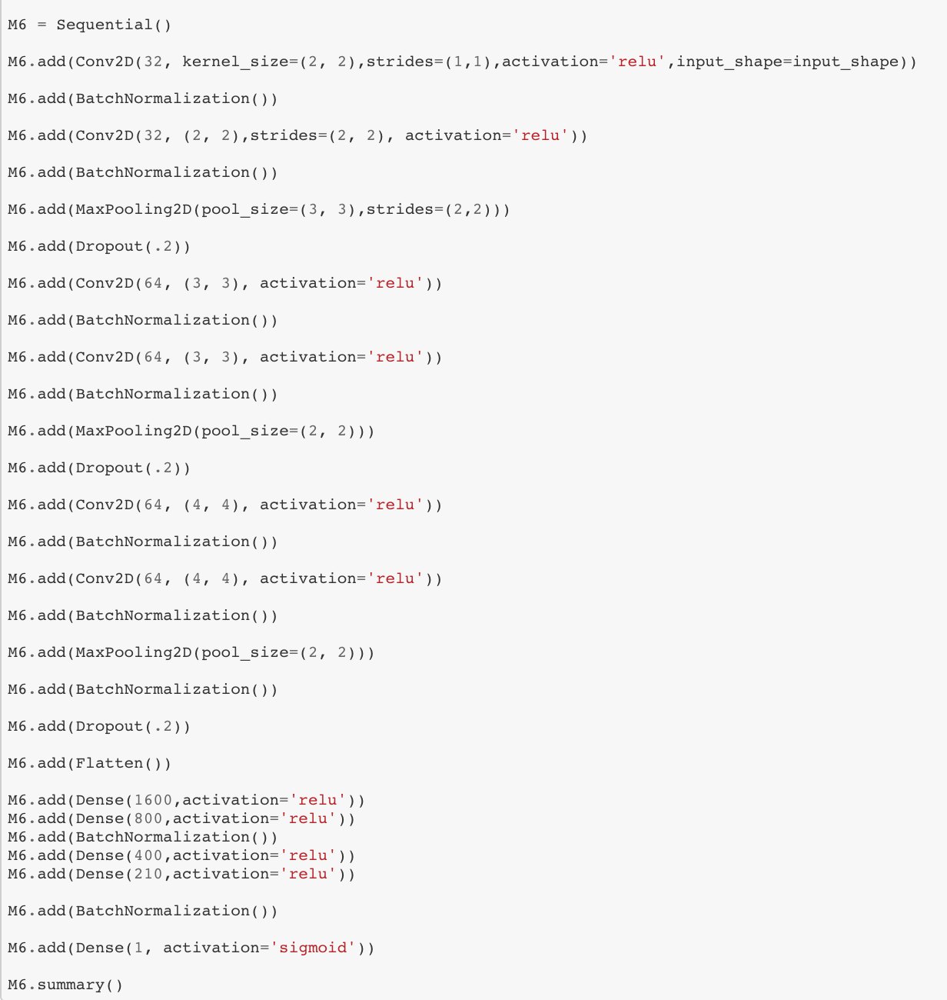 M6 = Sequential()
M6.add(Conv2D(32, kernel_size=(2, 2),strides=(1,1),activation='relu',input_shape=input_shape))
M6.add(BatchNormalization())
M6.add(Conv2D(32, (2, 2),strides=(2, 2), activation='relu'))
M6.add(BatchNormalization())
M6.add(MaxPooling2D(pool_size=(3, 3),strides=(2,2)))
M6.add(Dropout(.2))
M6.add(Conv2D(64, (3, 3), activation='relu'))
M6.add(BatchNormalization())
M6.add(Conv2D(64, (3, 3), activation='relu'))
M6.add(BatchNormalization())
M6.add(MaxPooling2D(pool_size=(2, 2)))
M6.add(Dropout(.2))
M6.add(Conv2D(64, (4, 4), activation='relu'))
M6.add(BatchNormalization())
M6.add(Conv2D(64, (4, 4), activation='relu'))
M6.add(BatchNormalization())
M6.add(MaxPooling2D(pool_size=(2, 2)))
M6.add(BatchNormalization())
M6.add(Dropout(.2))
M6.add(Flatten())
M6.add(Dense(1600,activation='relu'))
M6.add(Dense(800,activation='relu'))
M6.add(BatchNormalization())
M6.add(Dense(400,activation='relu'))
M6.add(Dense(210,activation='relu'))
M6.add(BatchNormalization())
M6.add(Dense(1, activation='sigmoid'))
M6.summary()